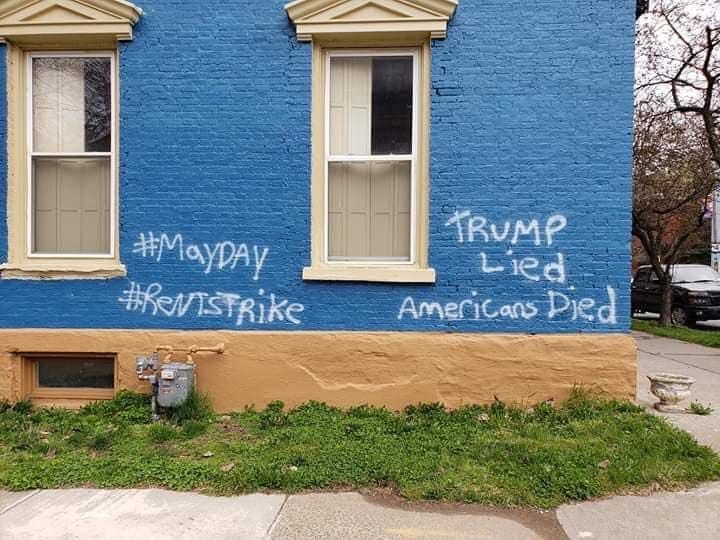 #MayDAY
#RENTSTRIKE
TRUMP
Lied
Americans Died